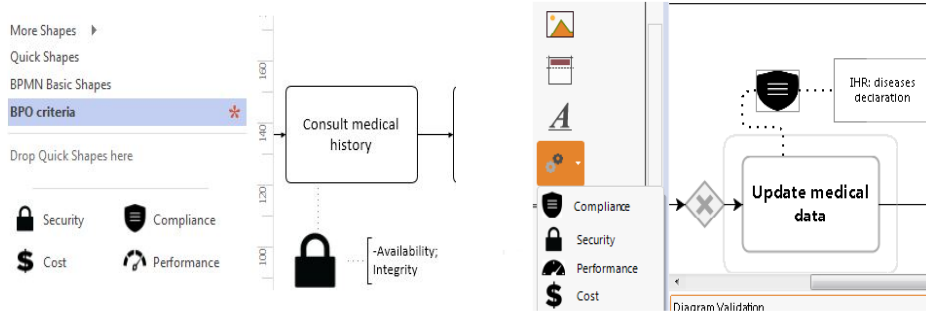 More Shapes
Quick Shapes
BPMN Basic Shapes
BPO criteria
Drop Quick Shapes here
Security
Compliance
Cost
Performance
160
140
120
100
Consult medical
history
-Availability;
Integrity
A
Compliance
Security
Performance
Cost
IHR: diseases
declaration
Update medical
data
Diagram Validation